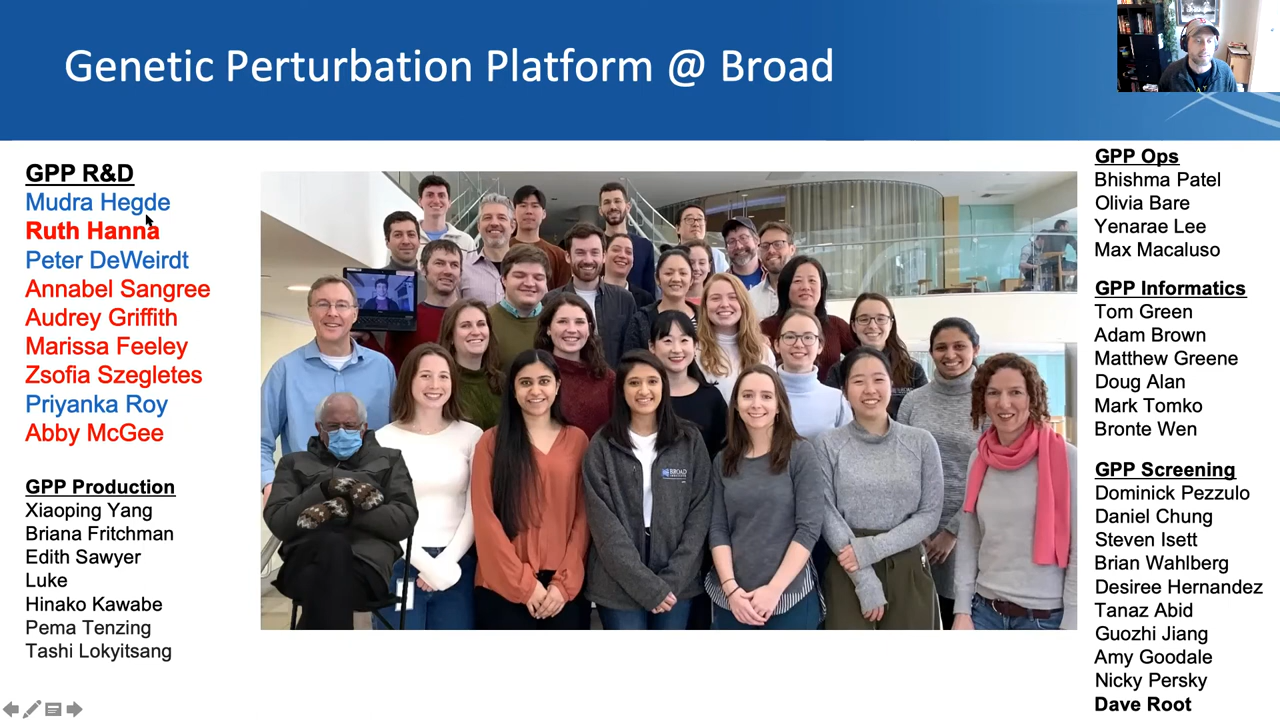 Genetic Perturbation Platform @ Broad
GPP R&D
Mudra Hegde
Ruth Hanna
Peter DeWeirdt
Annabel Sangree
Audrey Griffith
Marissa Feeley
Zsofia Szegletes
Priyanka Roy
Abby McGee
GPP Production
Xiaoping Yang
Briana Fritchman
Edith Sawyer
Luke
Hinako Kawabe
Pema Tenzing
Tashi Lokyitsang
BROAD
GPP Ops
Bhishma Patel
Olivia Bare
Yenarae Lee
Max Macaluso
GPP Informatics
Tom Green
Adam Brown
Matthew Greene
Doug Alan
Mark Tomko
Bronte Wen
GPP Screening
Dominick Pezzulo
Daniel Chung
Steven Isett
Brian Wahlberg
Desiree Hernandez
Tanaz Abid
Guozhi Jiang
Amy Goodale
Nicky Persky
Dave Root